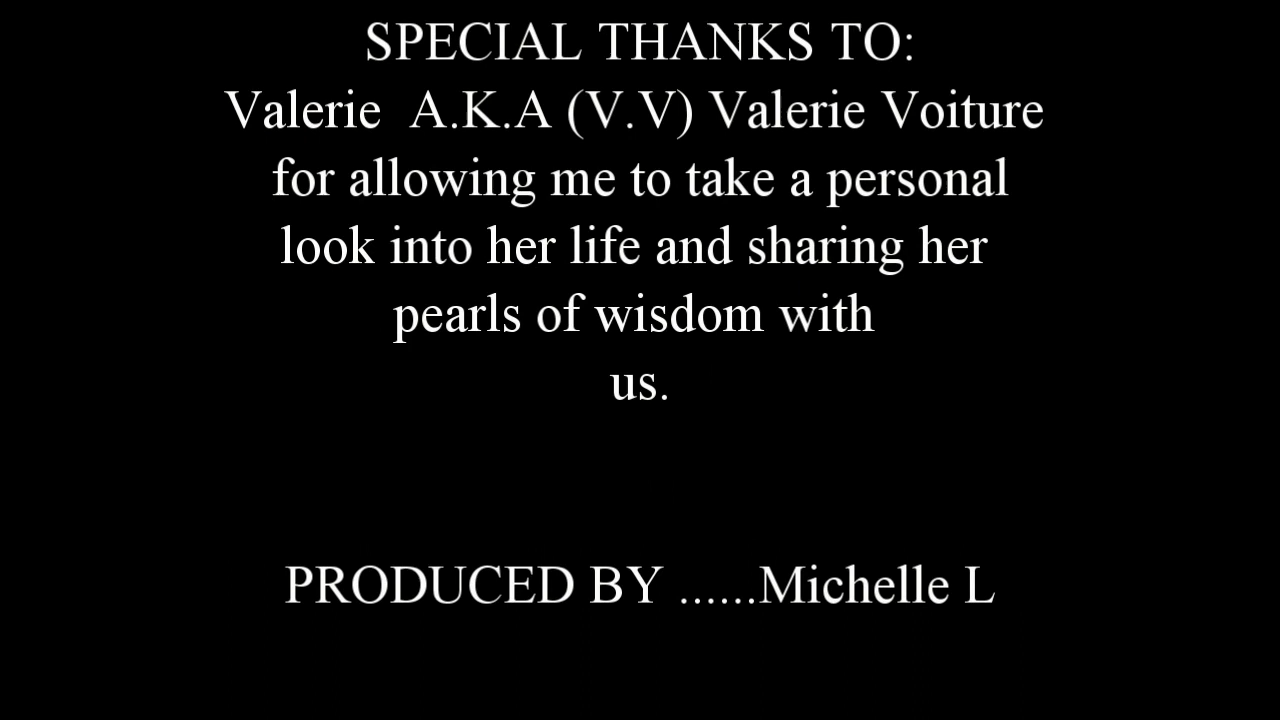 SPECIAL THANKS TO:
Valerie  A.K.A (V.V) Valerie Voiture
for allowing me to take a personal
look into her life and sharing her
pearls of wisdom with
us.
PRODUCED BY ......Michelle L